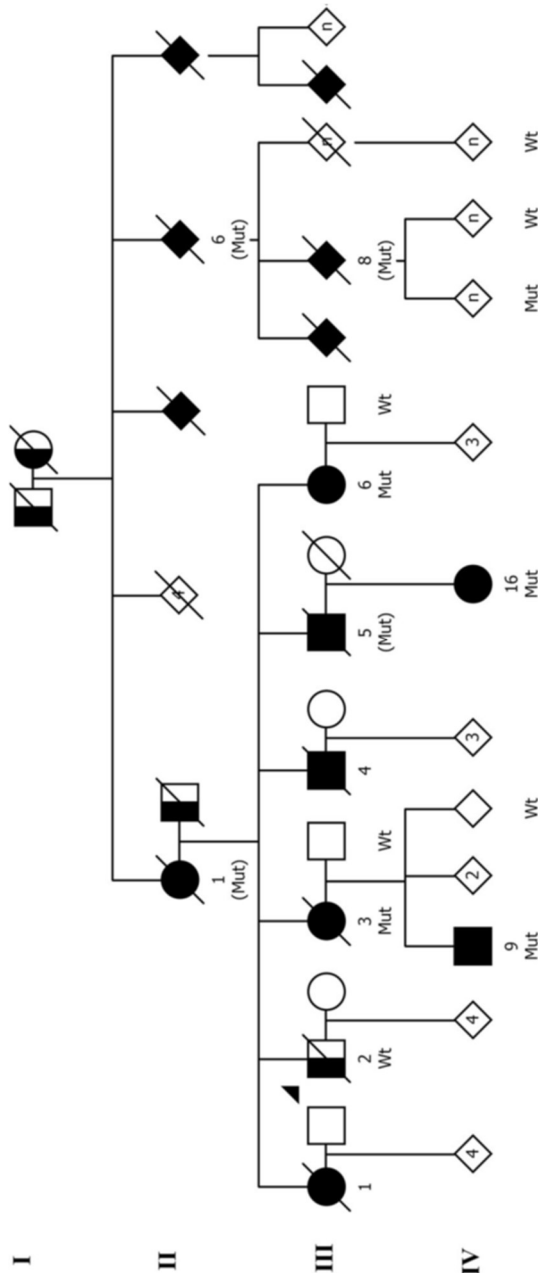 I
II 4
1 6
(Mut) (Mut)
III n n
1 2 3 4 5 6 8
Wt Mut Wt (Mut) Mut Wt (Mut)
IV 4 4 2 3 3 n n n
9 16
Mut Wt Mut Mut Wt Wt